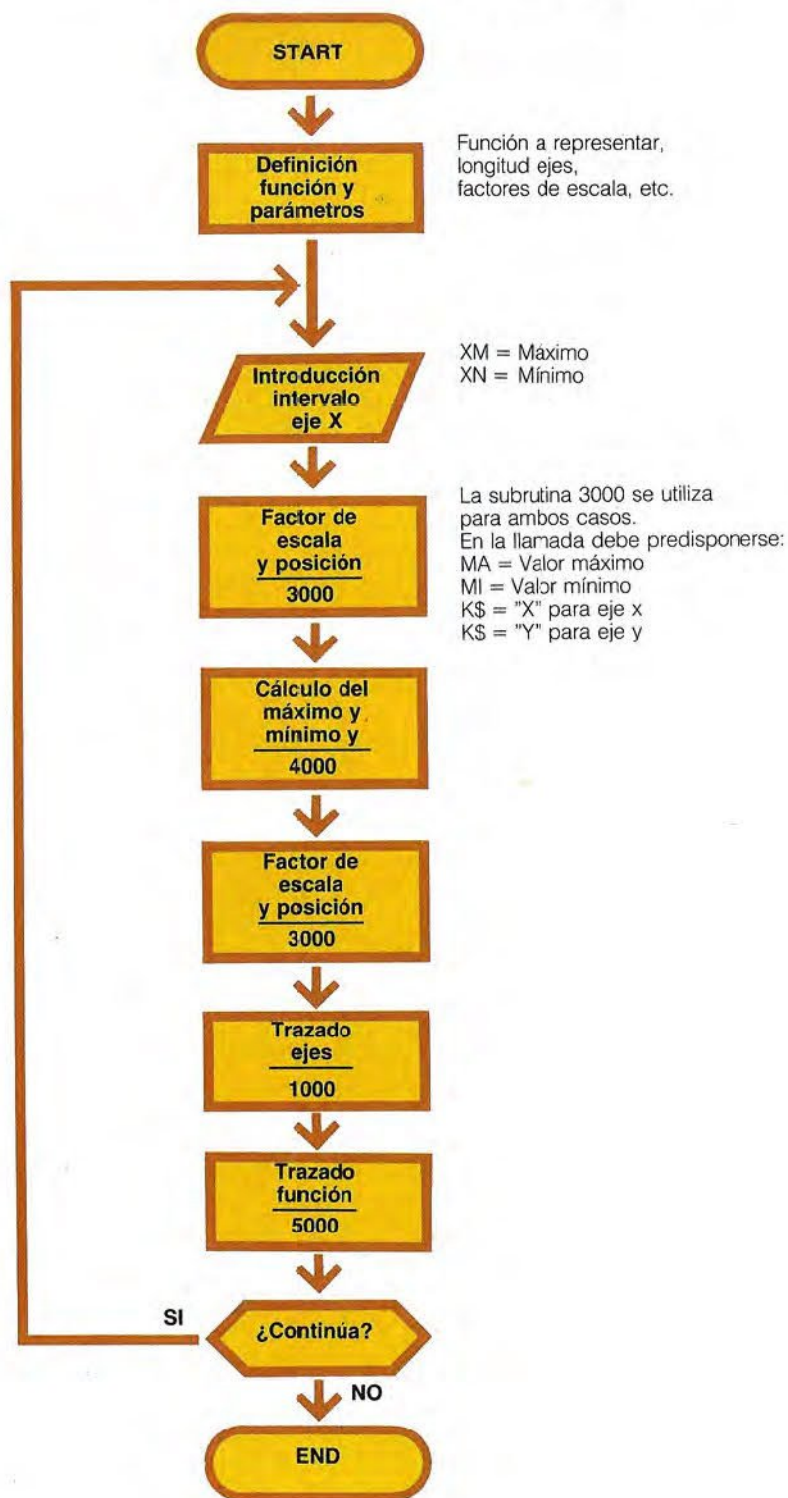 START
Definición
función y
parámetros
Función a representar,
longitud ejes,
factores de escala, etc.
Introducción
intervalo
eje X
XM = Máximo
XN = Mínimo
Factor de
escala
y posición
3000
La subrutina 3000 se utiliza
para ambos casos.
En la llamada debe predisponerse:
MA = Valor máximo
MI = Valor mínimo
K$ = "X" para eje x
K$ = "Y" para eje y
Cálculo del
máximo y
mínimo y
4000
Factor de
escala
y posición
3000
Trazado
ejes
1000
Trazado
función
5000
SI
¿Continúa?
NO
END